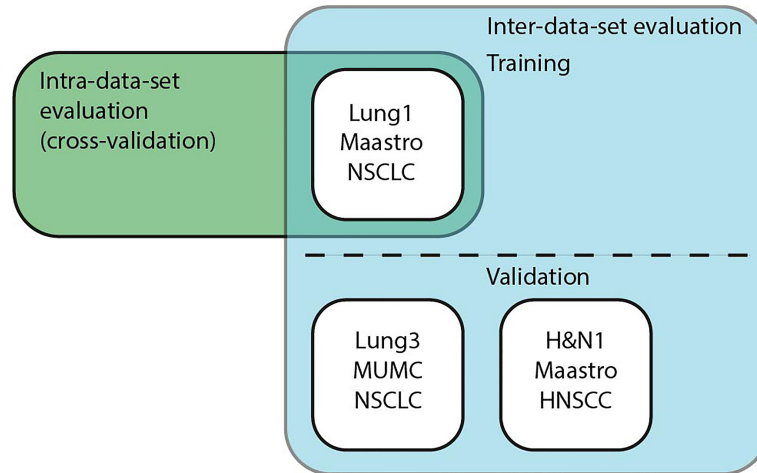 Inter-data-set evaluation
Training
Intra-data-set
evaluation
(cross-validation)
Lung1
Maastro
NSCLC
Validation
Lung3
MUMC
NSCLC
H&N1
Maastro
HNSCC